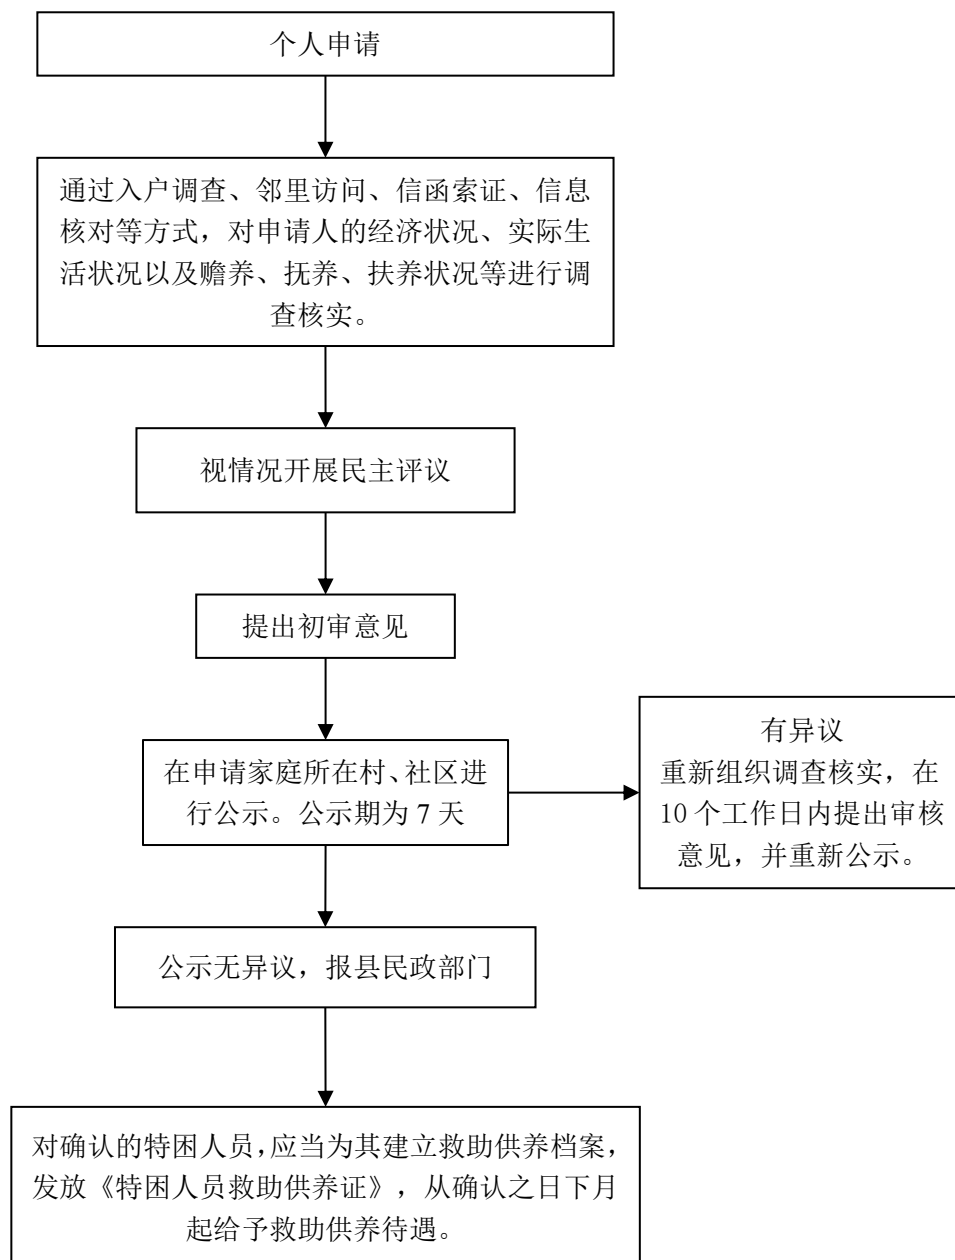 个人申请
通过入户调查、邻里访问、信函索证、信息
核对等方式，对申请人的经济状况、实际生
活状况以及赡养、抚养、扶养状况等进行调
查核实。
视情况开展民主评议
提出初审意见
在申请家庭所在村、社区进
行公示。公示期为 7 天
有异议
重新组织调查核实，在
10 个工作日内提出审核
意见，并重新公示。
公示无异议，报县民政部门
对确认的特困人员，应当为其建立救助供养档案，
发放《特困人员救助供养证》，从确认之日下月
起给予救助供养待遇。